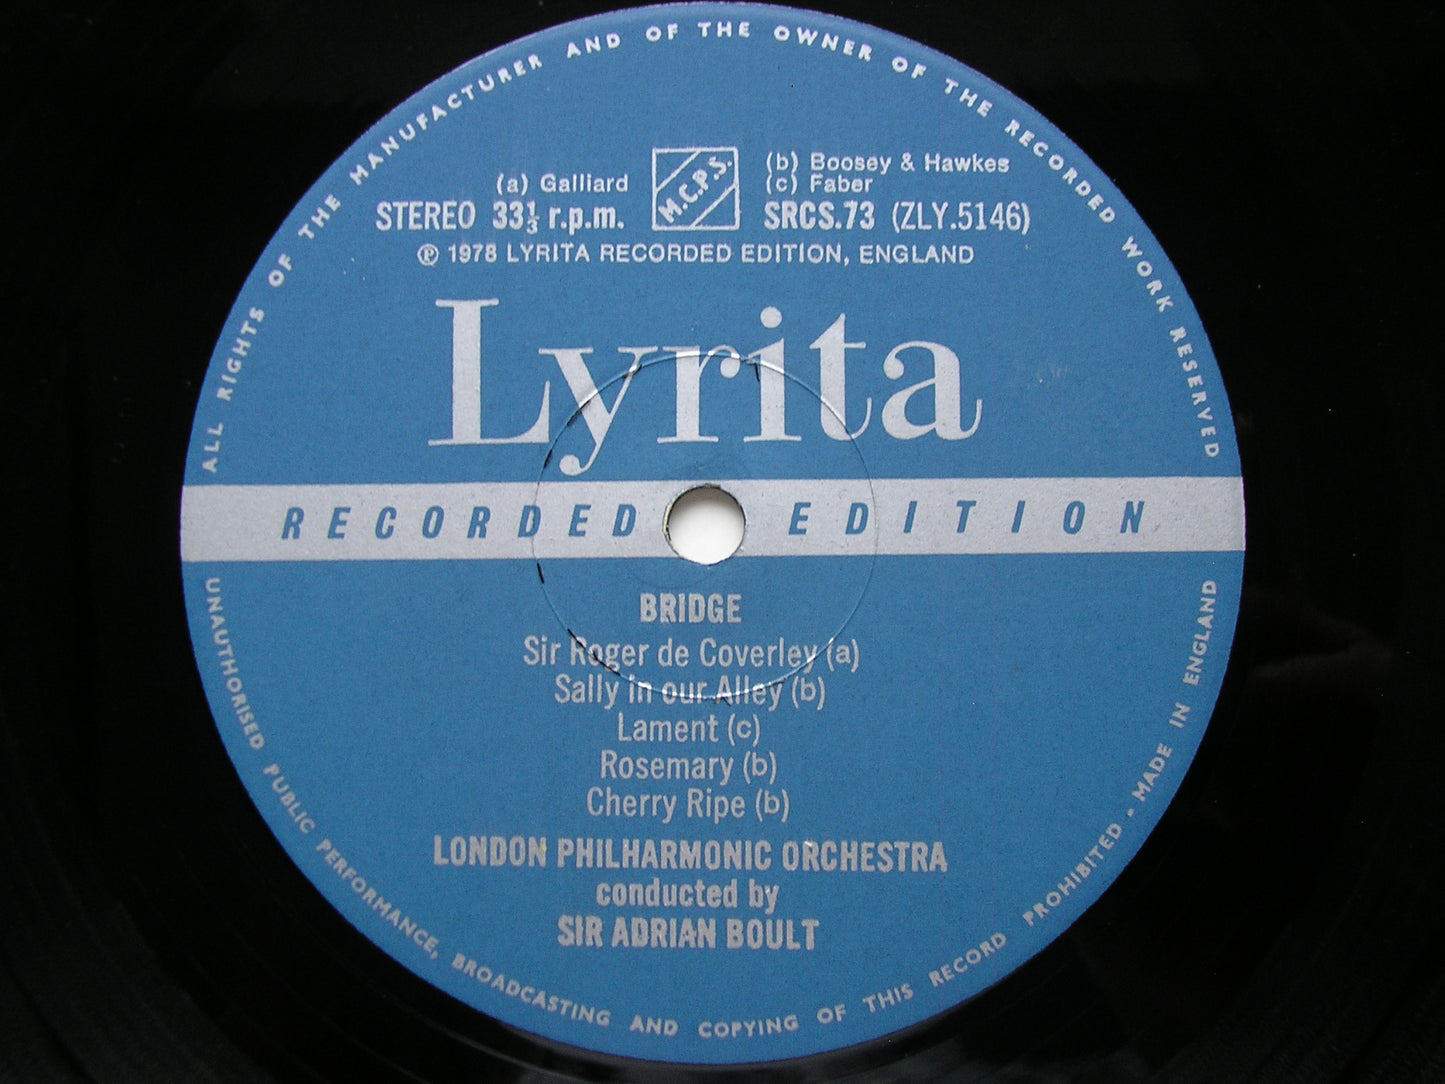 ALL RIGHTS OF THE MANUFACTURER AND OF THE OWNER OF THE RECORDED WORK RESERVED
(a) Galliard
M.C.P.S.
(b) Boosey & Hawkes
(c) Faber
STEREO 33⅓ r.p.m.
SRCS.73 (ZLY.5146)
℗ 1978 LYRITA RECORDED EDITION, ENGLAND
Lyrita
RECORDED EDITION
BRIDGE
Sir Roger de Coverley (a)
Sally in our Alley (b)
Lament (c)
Rosemary (b)
Cherry Ripe (b)
LONDON PHILHARMONIC ORCHESTRA
conducted by
SIR ADRIAN BOULT
UNAUTHORISED PUBLIC PERFORMANCE, BROADCASTING AND COPYING OF THIS RECORD PROHIBITED - MADE IN ENGLAND